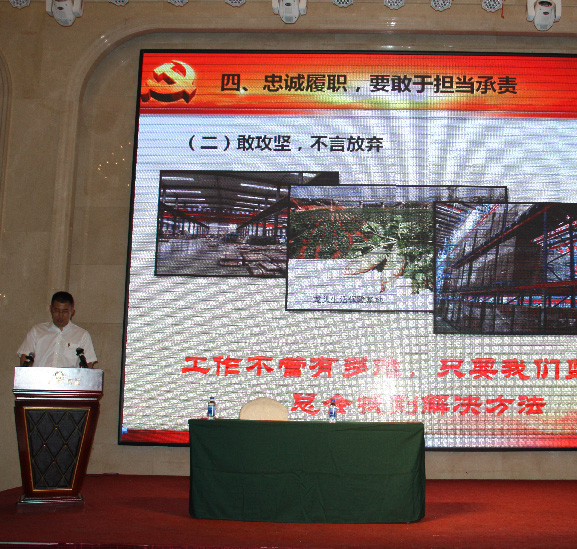 四、忠诚履职，要敢于担当承责
（二）敢攻坚，不言放弃
工作不管有多难，只要我们坚
总会找到解决方法